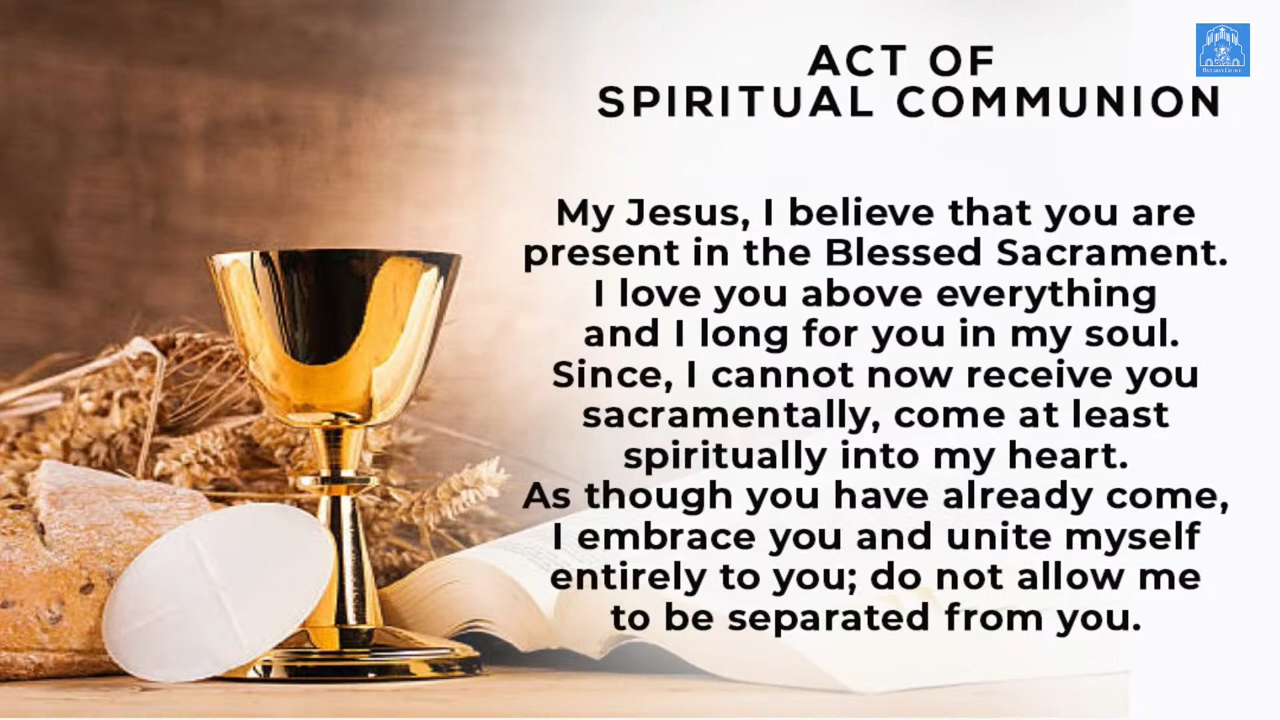 ACT OF
SPIRITUAL COMMUNION
My Jesus, I believe that you are
present in the Blessed Sacrament.
I love you above everything
and I long for you in my soul.
Since, I cannot now receive you
sacramentally, come at least
spiritually into my heart.
As though you have already come,
I embrace you and unite myself
entirely to you; do not allow me
to be separated from you.